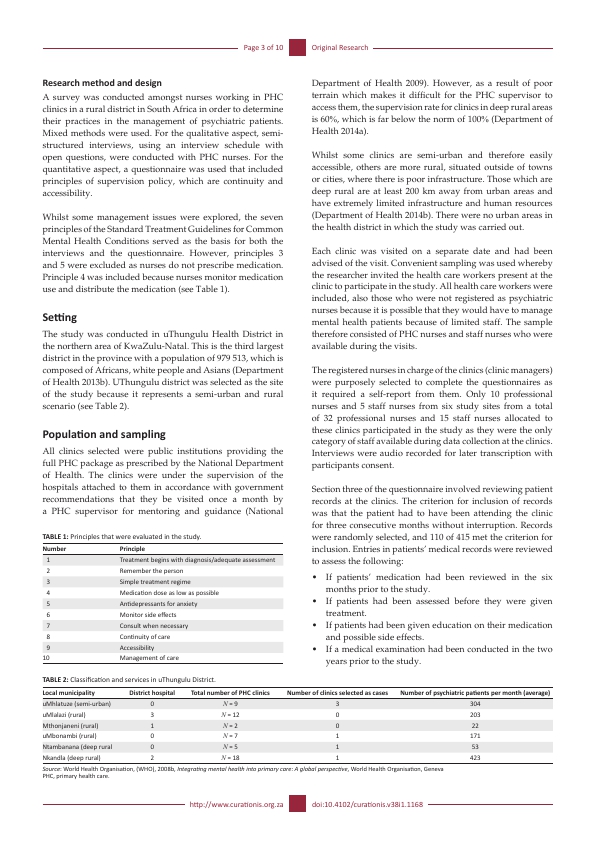 Page 3 of 10
Original Research
Research method and design
A survey was conducted amongst nurses working in PHC
clinics in a rural district in South Africa in order to determine
their practices in the management of psychiatric patients.
Mixed methods were used. For the qualitative aspect, semi-
structured interviews, using an interview schedule with
open questions, were conducted with PHC nurses. For the
quantitative aspect, a questionnaire was used that included
principles of supervision policy, which are continuity and
accessibility.
Whilst some management issues were explored, the seven
principles of the Standard Treatment Guidelines for Common
Mental Health Conditions served as the basis for both the
interviews and the questionnaire. However, principles 3
and 5 were excluded as nurses do not prescribe medication.
Principle 4 was included because nurses monitor medication
use and distribute the medication (see Table 1).
Setting
The study was conducted in uThungulu Health District in
the northern area of KwaZulu-Natal. This is the third largest
district in the province with a population of 979 513, which is
composed of Africans, white people and Asians (Department
of Health 2013b). UThungulu district was selected as the site
of the study because it represents a semi-urban and rural
scenario (see Table 2).
Population and sampling
All clinics selected were public institutions providing the
full PHC package as prescribed by the National Department
of Health. The clinics were under the supervision of the
hospitals attached to them in accordance with government
recommendations that they be visited once a month by
a PHC supervisor for mentoring and guidance (National
TABLE 1: Principles that were evaluated in the study.
Number Principle
1 Treatment begins with diagnosis/adequate assessment
2 Remember the person
3 Simple treatment regime
4 Medication dose as low as possible
5 Antidepressants for anxiety
6 Monitor side effects
7 Consult when necessary
8 Continuity of care
9 Accessibility
10 Management of care
Department of Health 2009). However, as a result of poor
terrain which makes it difficult for the PHC supervisor to
access them, the supervision rate for clinics in deep rural areas
is 60%, which is far below the norm of 100% (Department of
Health 2014a).
Whilst some clinics are semi-urban and therefore easily
accessible, others are more rural, situated outside of towns
or cities, where there is poor infrastructure. Those which are
deep rural are at least 200 km away from urban areas and
have extremely limited infrastructure and human resources
(Department of Health 2014b). There were no urban areas in
the health district in which the study was carried out.
Each clinic was visited on a separate date and had been
advised of the visit. Convenient sampling was used whereby
the researcher invited the health care workers present at the
clinic to participate in the study. All health care workers were
included, also those who were not registered as psychiatric
nurses because it is possible that they would have to manage
mental health patients because of limited staff. The sample
therefore consisted of PHC nurses and staff nurses who were
available during the visits.
The registered nurses in charge of the clinics (clinic managers)
were purposely selected to complete the questionnaires as
it required a self-report from them. Only 10 professional
nurses and 5 staff nurses from six study sites from a total
of 32 professional nurses and 15 staff nurses allocated to
these clinics participated in the study as they were the only
category of staff available during data collection at the clinics.
Interviews were audio recorded for later transcription with
participants consent.
Section three of the questionnaire involved reviewing patient
records at the clinics. The criterion for inclusion of records
was that the patient had to have been attending the clinic
for three consecutive months without interruption. Records
were randomly selected, and 110 of 415 met the criterion for
inclusion. Entries in patients' medical records were reviewed
to assess the following:
• If patients' medication had been reviewed in the six
months prior to the study.
• If patients had been assessed before they were given
treatment.
• If patients had been given education on their medication
and possible side effects.
• If a medical examination had been conducted in the two
years prior to the study.
TABLE 2: Classification and services in uThungulu District.
Local municipality District hospital Total number of PHC clinics Number of clinics selected as cases Number of psychiatric patients per month (average)
uMhlatuze (semi-urban) 0 N = 9 3 304
uMlalazi (rural) 3 N = 12 0 203
Mthonjaneni (rural) 1 N = 2 0 22
uMbonambi (rural) 0 N = 7 1 171
Ntambanana (deep rural 0 N = 5 1 53
Nkandla (deep rural) 2 N = 18 1 423
Source: World Health Organisation, (WHO), 2008b, Integrating mental health into primary care: A global perspective, World Health Organisation, Geneva
PHC, primary health care.
http://www.curationis.org.za
doi:10.4102/curationis.v38i1.1168